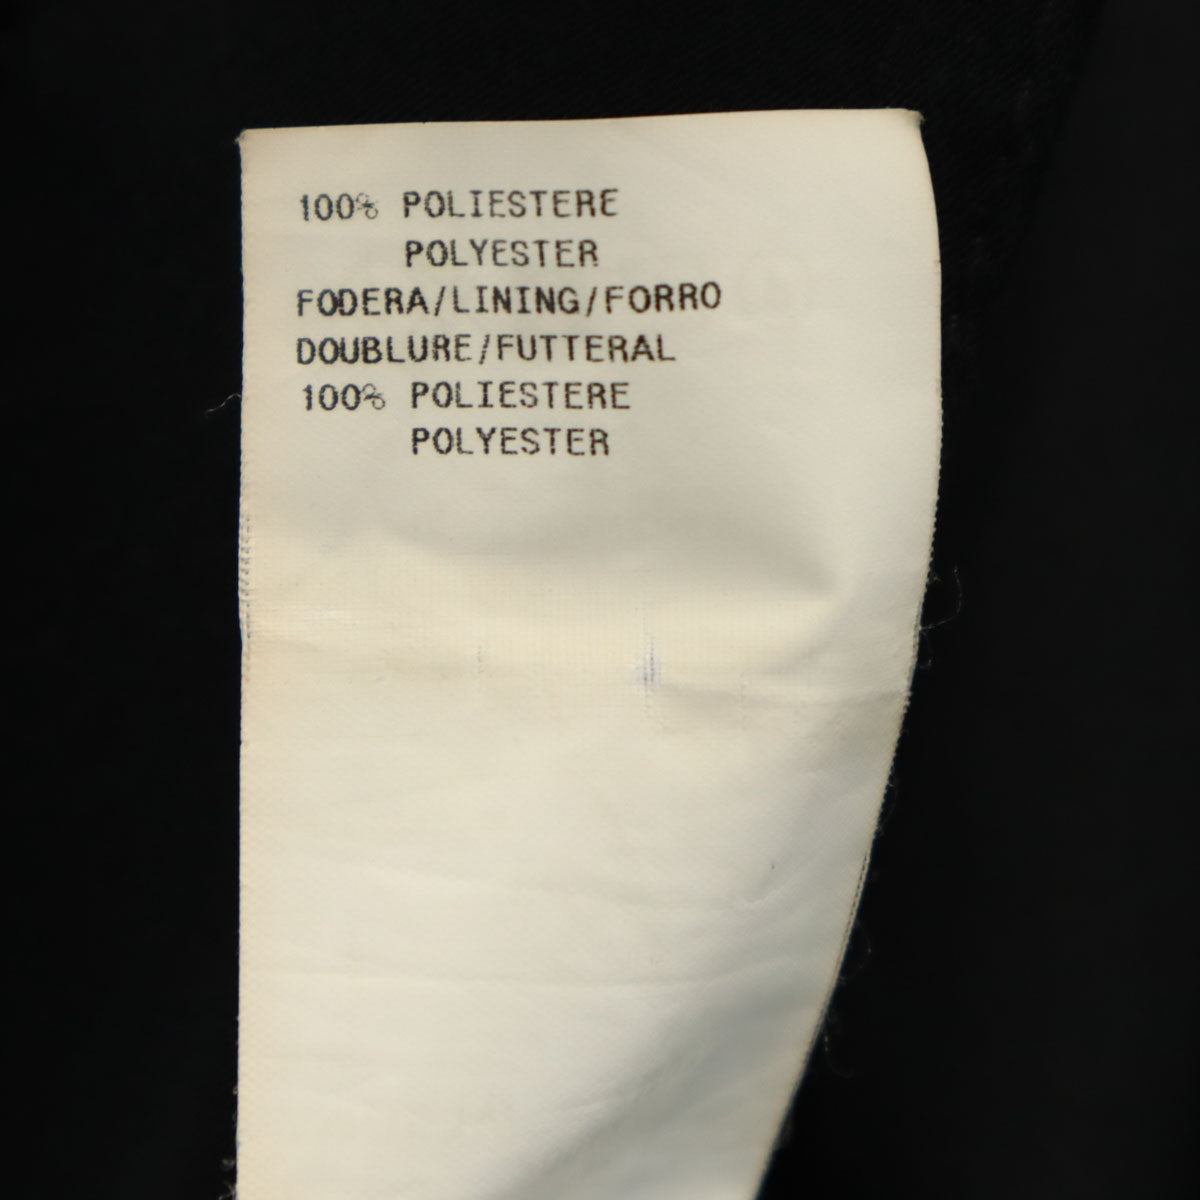 100% POLIESTERE
POLYESTER
FODERA/LINING/FORRO
DOUBLURE/FUTTERAL
100% POLIESTERE
POLYESTER